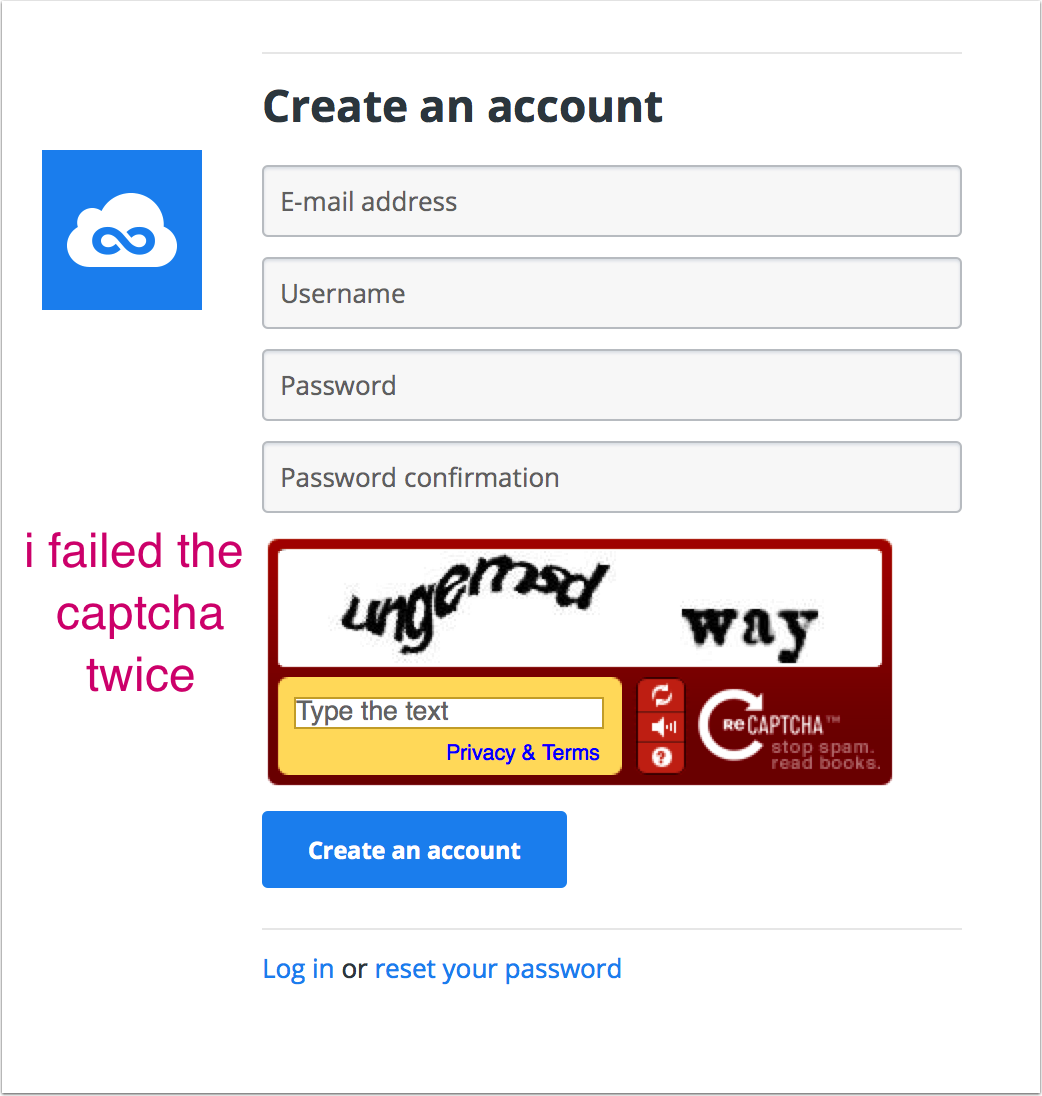 Create an account
E-mail address
Username
Password
Password confirmation
i failed the
captcha
twice
ungemsd way
Type the text
Privacy & Terms
ReCAPTCHA™
stop spam.
read books.
Create an account
Log in or reset your password